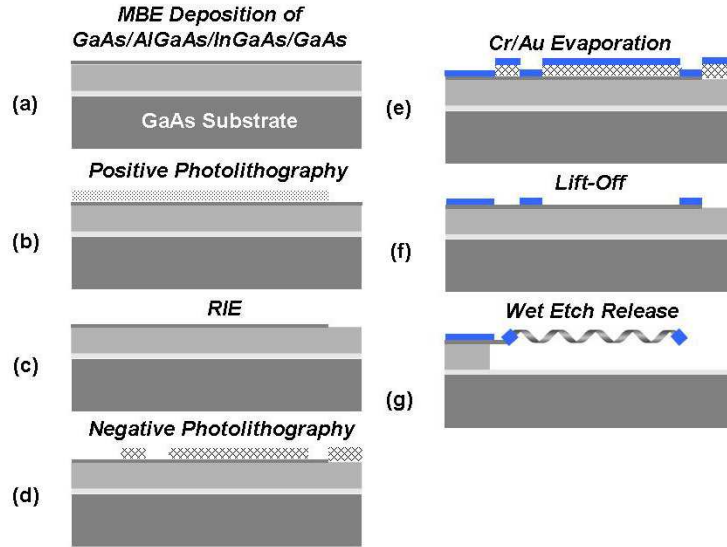 MBE Deposition of
GaAs/AlGaAs/InGaAs/GaAs
(a)
GaAs Substrate
Positive Photolithography
(b)
RIE
(c)
Negative Photolithography
(d)
Cr/Au Evaporation
(e)
Lift-Off
(f)
Wet Etch Release
(g)